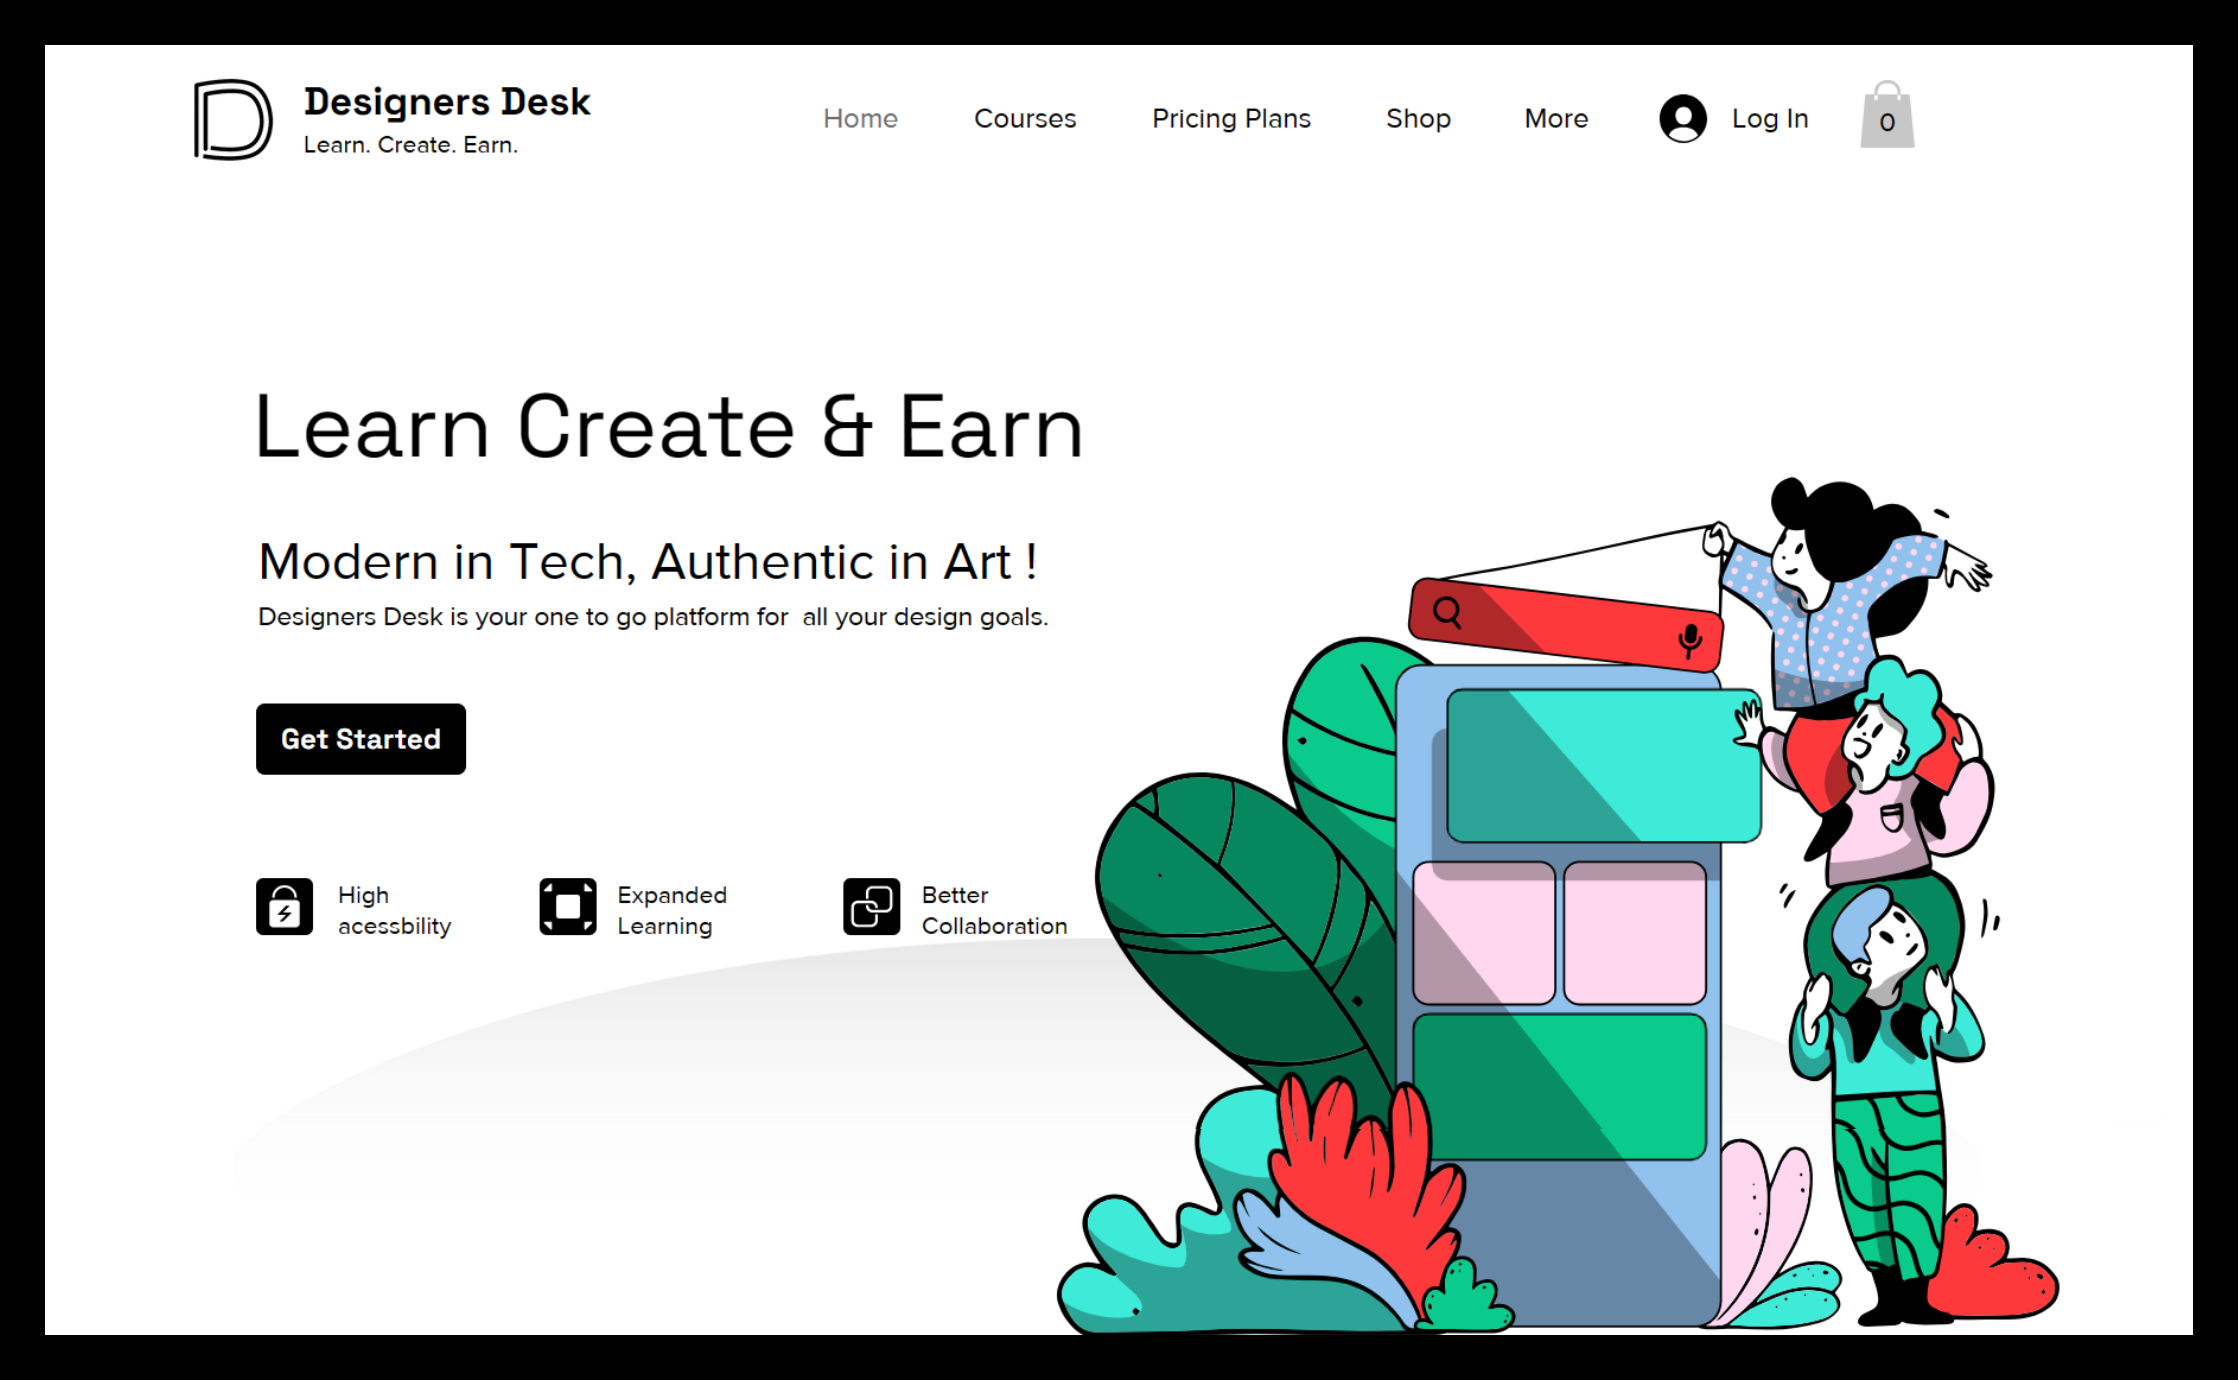 Designers Desk
Learn. Create. Earn.
Home Courses Pricing Plans Shop More Log In 0
Learn Create & Earn
Modern in Tech, Authentic in Art !
Designers Desk is your one to go platform for  all your design goals.
Get Started
High
acessbility
Expanded
Learning
Better
Collaboration